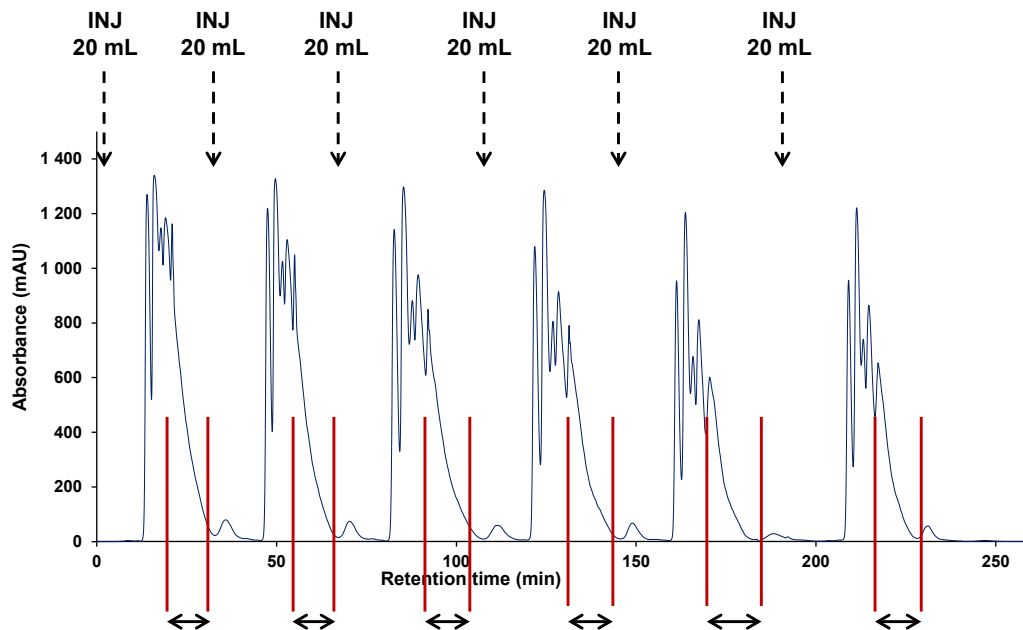 INJ INJ INJ INJ INJ INJ
20 mL 20 mL 20 mL 20 mL 20 mL 20 mL
Absorbance (mAU)
1 400
1 200
1 000
800
600
400
200
0
0 50 100 150 200 250
Retention time (min)